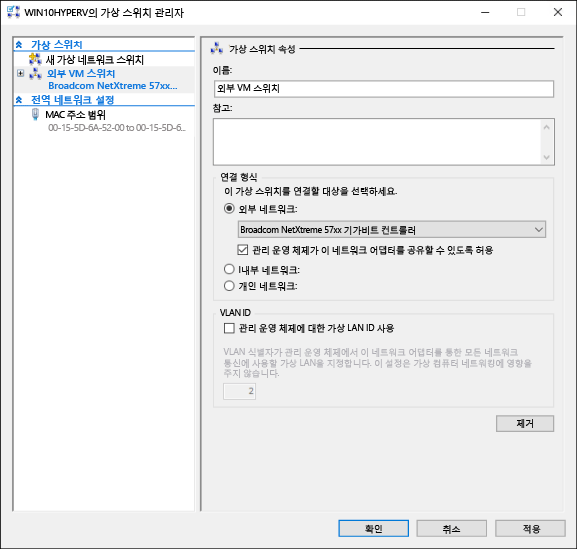 WIN10HYPERV의 가상 스위치 관리자
가상 스위치
새 가상 네트워크 스위치
외부 VM 스위치
Broadcom NetXtreme 57xx...
전역 네트워크 설정
MAC 주소 범위
00-15-5D-6A-52-00 to 00-15-5D-6...
가상 스위치 속성
이름:
외부 VM 스위치
참고:
연결 형식
이 가상 스위치를 연결할 대상을 선택하세요.
외부 네트워크:
Broadcom NetXtreme 57xx 기가비트 컨트롤러
관리 운영 체제가 이 네트워크 어댑터를 공유할 수 있도록 허용
I내부 네트워크:
개인 네트워크:
VLAN ID
관리 운영 체제에 대한 가상 LAN ID 사용
VLAN 식별자가 관리 운영 체제에서 이 네트워크 어댑터를 통한 모든 네트워크
통신에 사용할 가상 LAN을 지정합니다. 이 설정은 가상 컴퓨터 네트워킹에 영향을
주지 않습니다.
2
제거
확인
취소
적용